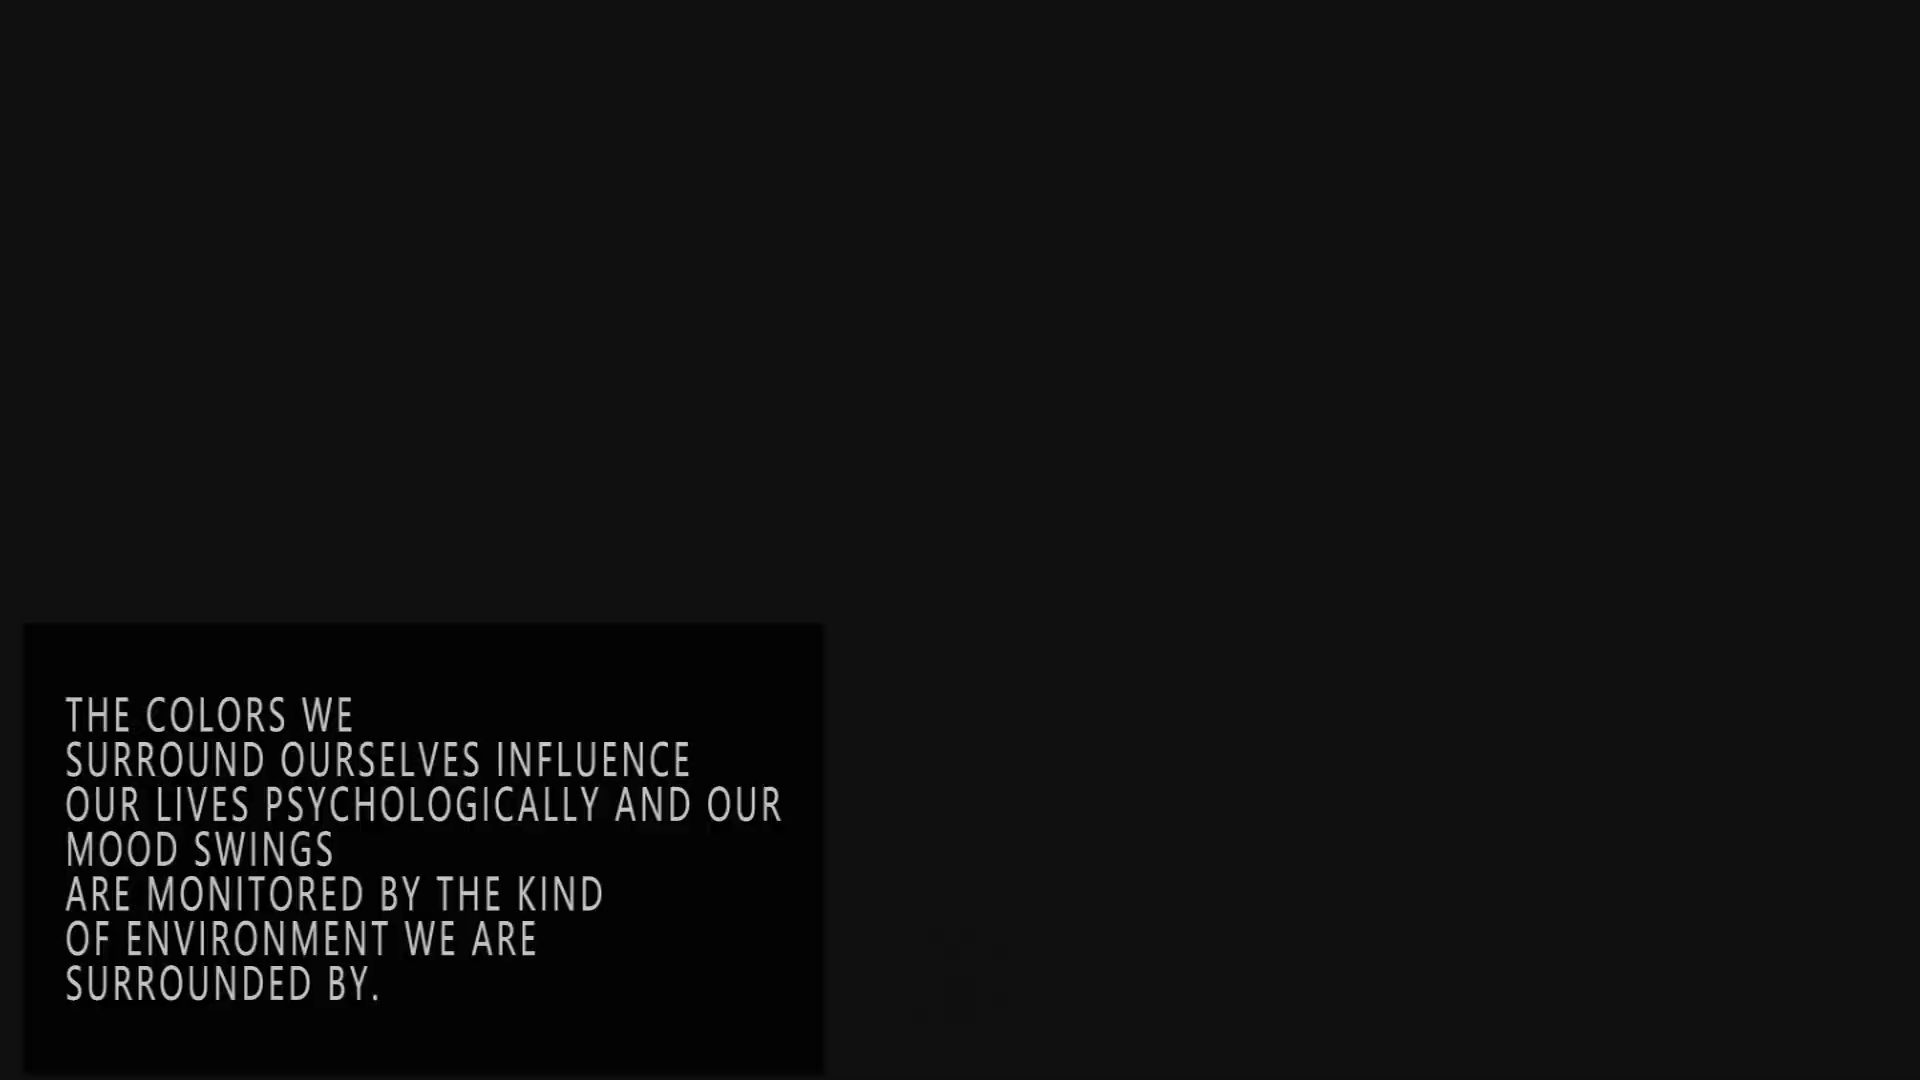 THE COLORS WE
SURROUND OURSELVES INFLUENCE
OUR LIVES PSYCHOLOGICALLY AND OUR
MOOD SWINGS
ARE MONITORED BY THE KIND
OF ENVIRONMENT WE ARE
SURROUNDED BY.